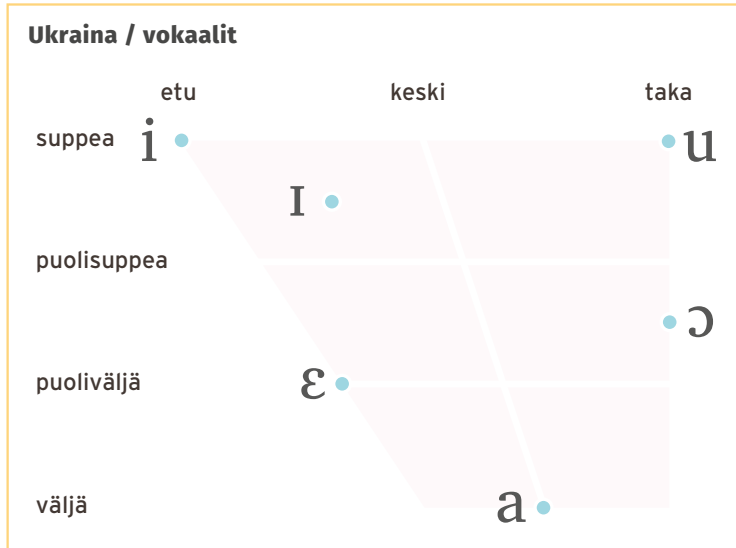 Ukraina / vokaalit
etu keski taka
suppea i u
ɪ
puolisuppea
ɔ
puoliväljä ɛ
väljä a